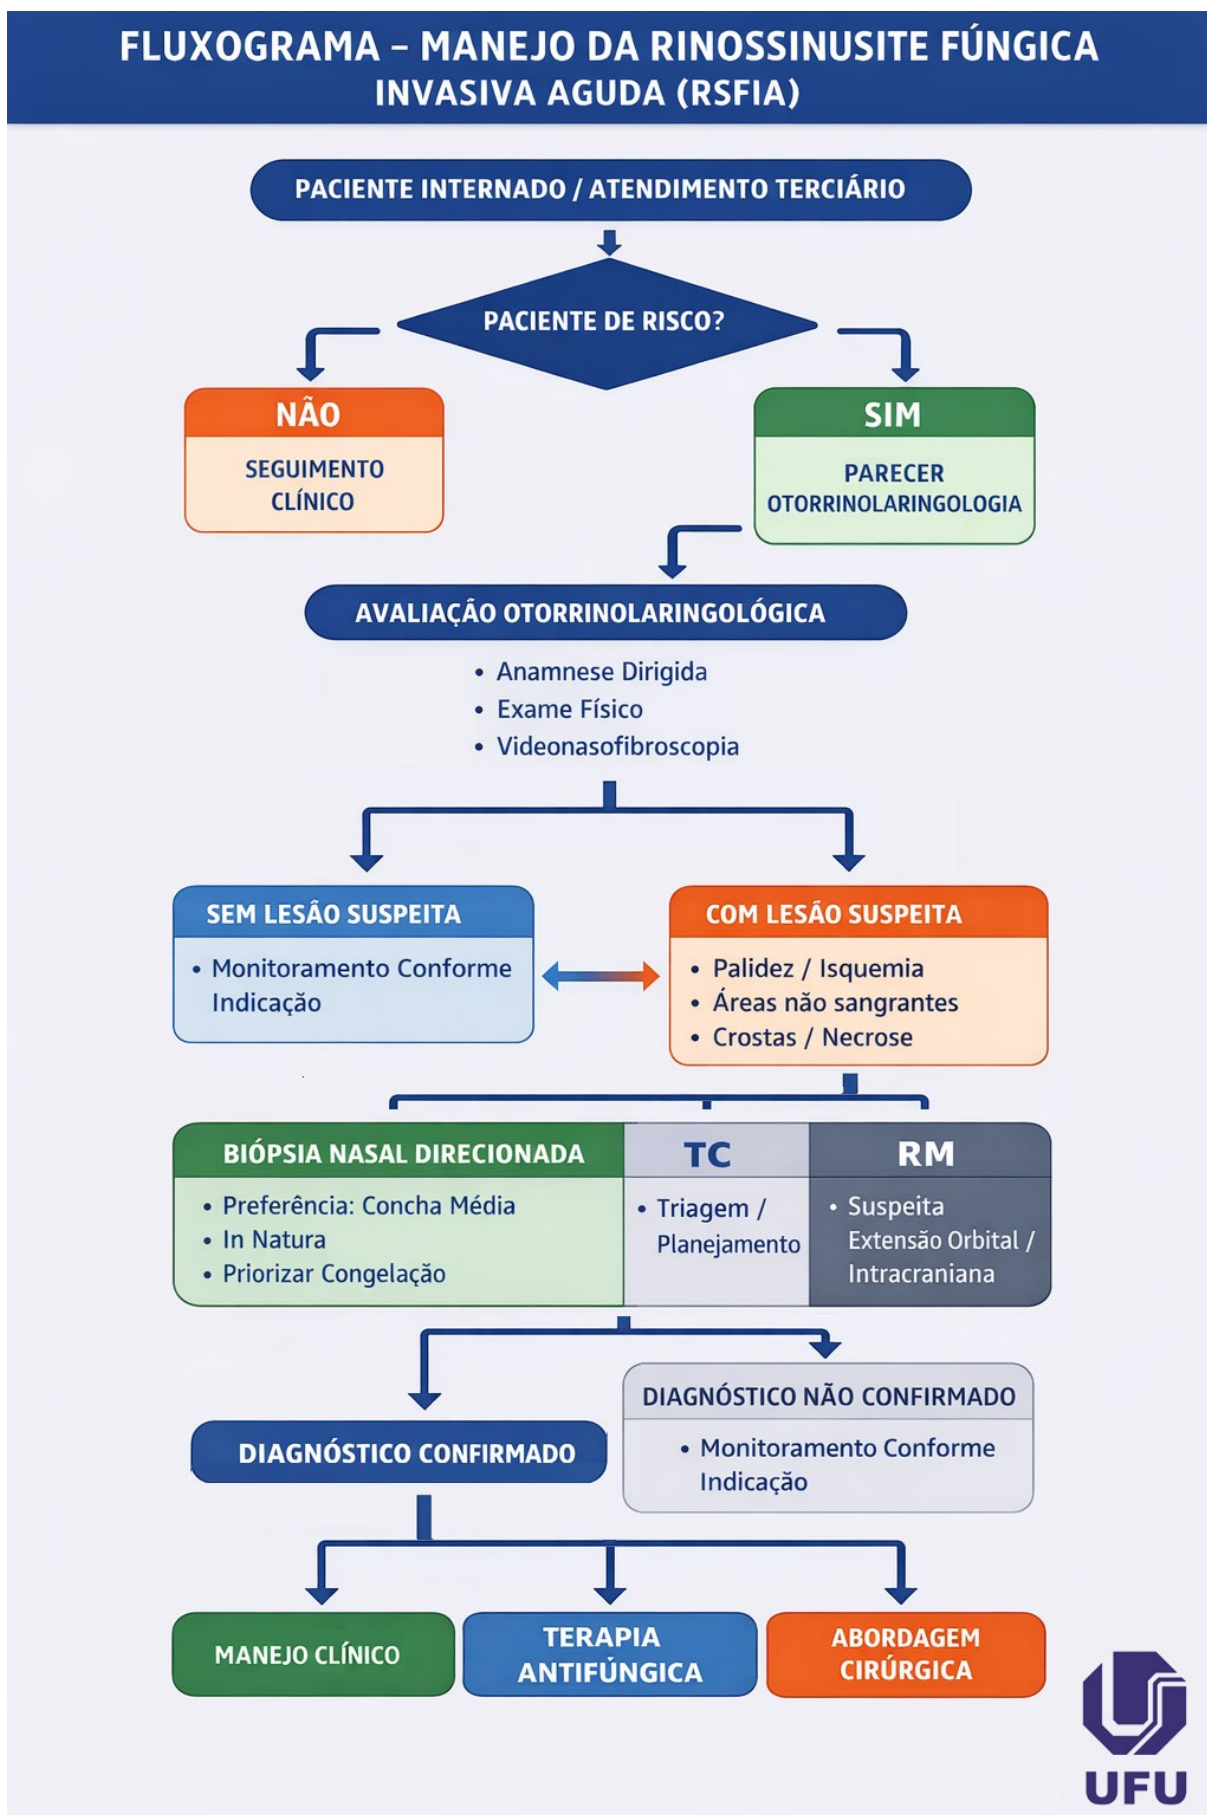 FLUXOGRAMA – MANEJO DA RINOSSINUSITE FÚNGICA
INVASIVA AGUDA (RSFIA)
PACIENTE INTERNADO / ATENDIMENTO TERCIÁRIO
PACIENTE DE RISCO?
NÃO
SEGUIMENTO
CLÍNICO
SIM
PARECER
OTORRINOLARINGOLOGIA
AVALIAÇÃO OTORRINOLARINGOLÓGICA
• Anamnese Dirigida
• Exame Físico
• Videonasofibroscopia
SEM LESÃO SUSPEITA
• Monitoramento Conforme
Indicação
COM LESÃO SUSPEITA
• Palidez / Isquemia
• Áreas não sangrantes
• Crostas / Necrose
BIÓPSIA NASAL DIRECIONADA
• Preferência: Concha Média
• In Natura
• Priorizar Congelação
TC
• Triagem /
Planejamento
RM
• Suspeita
Extensão Orbital /
Intracraniana
DIAGNÓSTICO NÃO CONFIRMADO
• Monitoramento Conforme
Indicação
DIAGNÓSTICO CONFIRMADO
MANEJO CLÍNICO
TERAPIA
ANTIFÚNGICA
ABORDAGEM
CIRÚRGICA
UFU